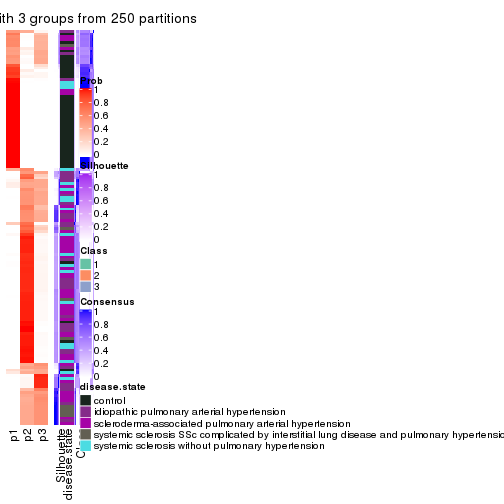 ith 3 groups from 250 partitions
Prob
1
0.8
0.6
0.4
0.2
0
Silhouette
1
0.8
0.6
0.4
0.2
0
Class
1
2
3
Consensus
1
0.8
0.6
0.4
0.2
0
disease.state
control
idiopathic pulmonary arterial hypertension
scleroderma-associated pulmonary arterial hypertension
systemic sclerosis SSc complicated by interstitial lung disease and pulmonary hypertensio
systemic sclerosis without pulmonary hypertension
p1
p2
p3
Silhouette
disease.state